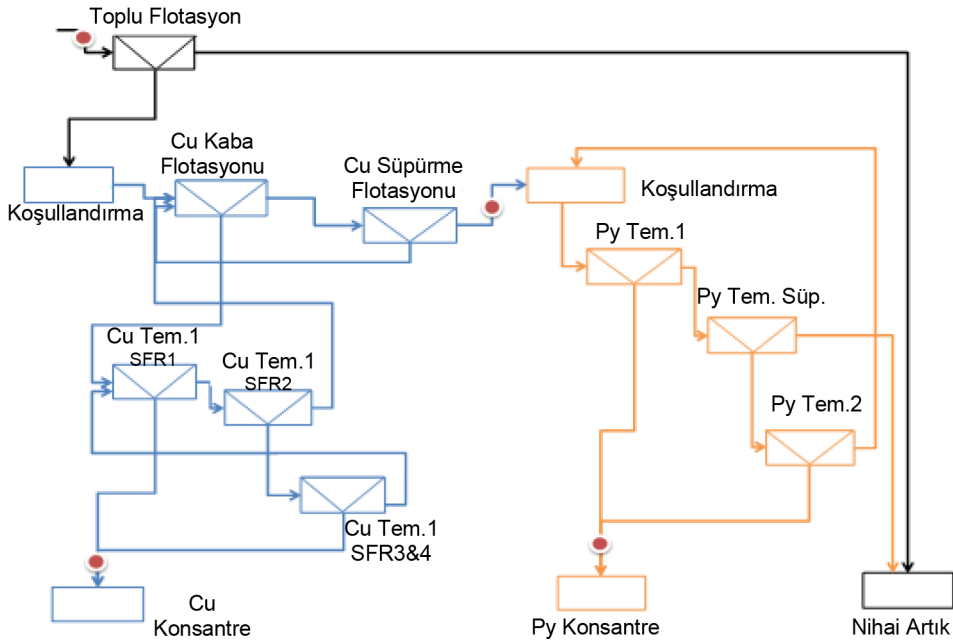 Toplu Flotasyon
Cu Kaba
Flotasyonu
Cu Süpürme
Flotasyonu
Koşullandırma
Koşullandırma
Py Tem.1
Py Tem. Süp.
Cu Tem.1
SFR1
Cu Tem.1
SFR2
Py Tem.2
Cu Tem.1
SFR3&4
Cu
Konsantre
Py Konsantre
Nihai Artık